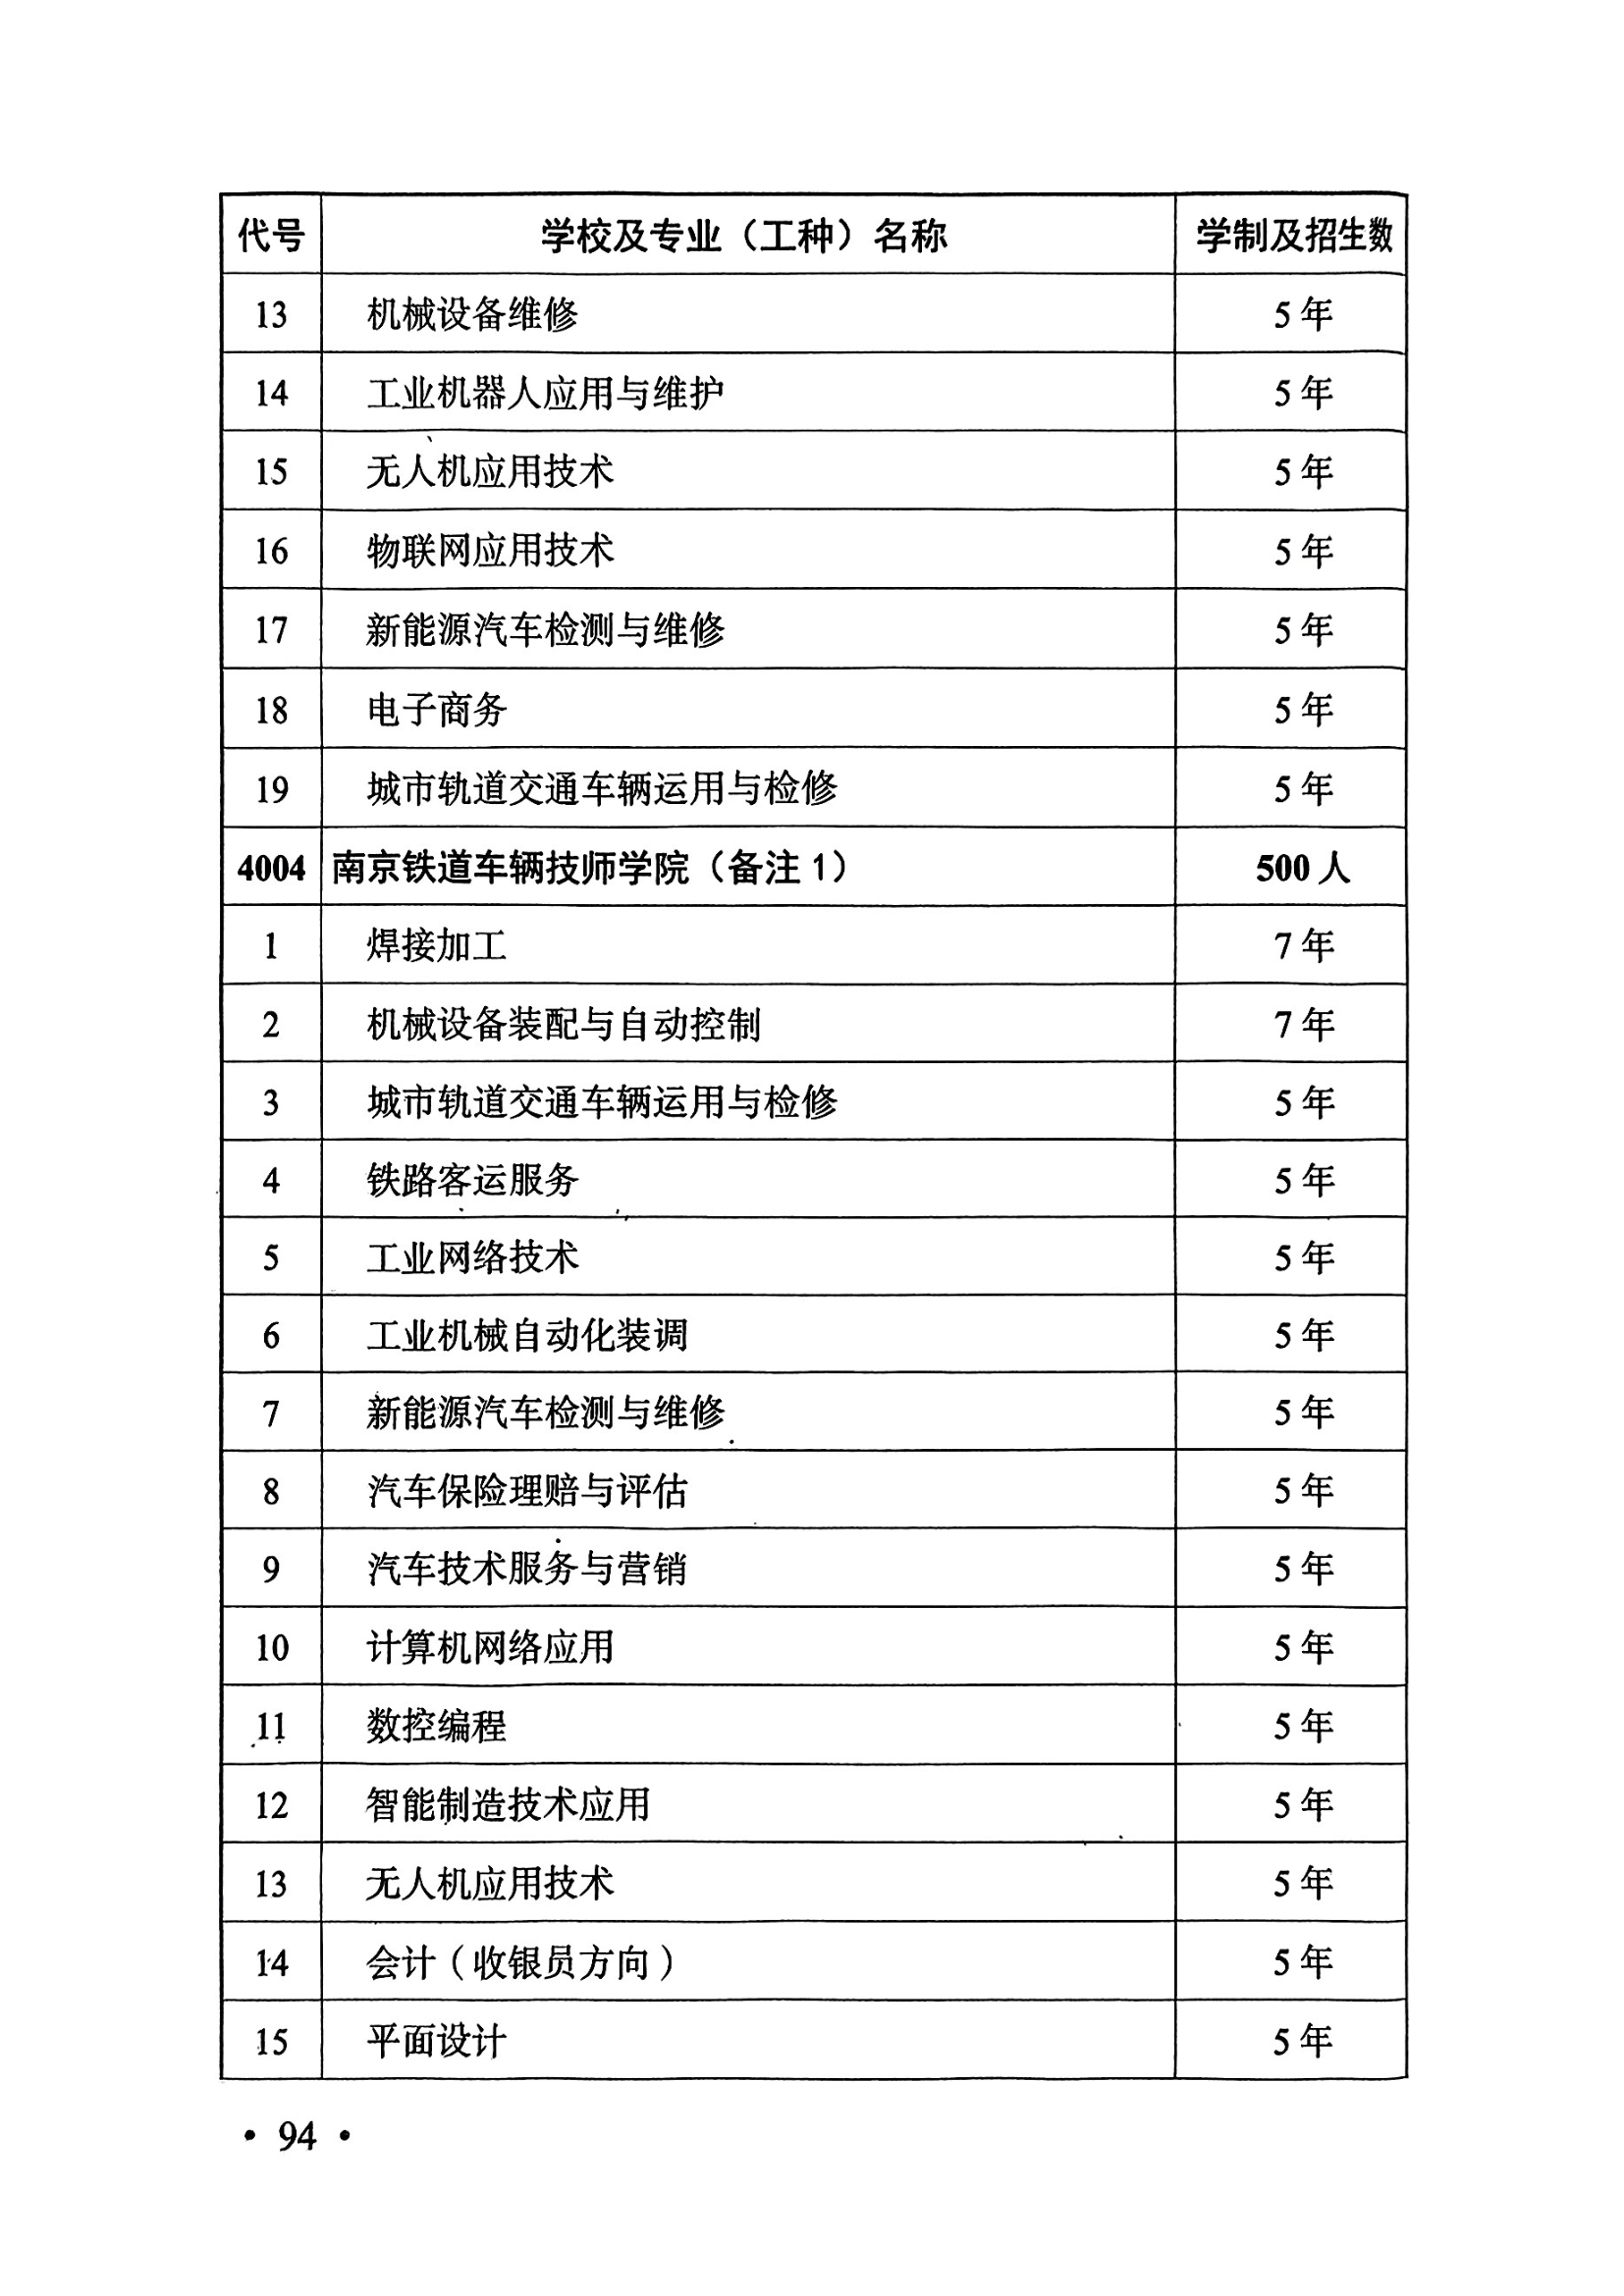 代号 学校及专业（工种）名称 学制及招生数
13 机械设备维修 5 年
14 工业机器人应用与维护 5 年
15 无人机应用技术 5 年
16 物联网应用技术 5 年
17 新能源汽车检测与维修 5 年
18 电子商务 5 年
19 城市轨道交通车辆运用与检修 5 年
4004 南京铁道车辆技师学院（备注 1） 500 人
1 焊接加工 7 年
2 机械设备装配与自动控制 7 年
3 城市轨道交通车辆运用与检修 5 年
4 铁路客运服务 5 年
5 工业网络技术 5 年
6 工业机械自动化装调 5 年
7 新能源汽车检测与维修 5 年
8 汽车保险理赔与评估 5 年
9 汽车技术服务与营销 5 年
10 计算机网络应用 5 年
11 数控编程 5 年
12 智能制造技术应用 5 年
13 无人机应用技术 5 年
14 会计（收银员方向） 5 年
15 平面设计 5 年
• 94 •